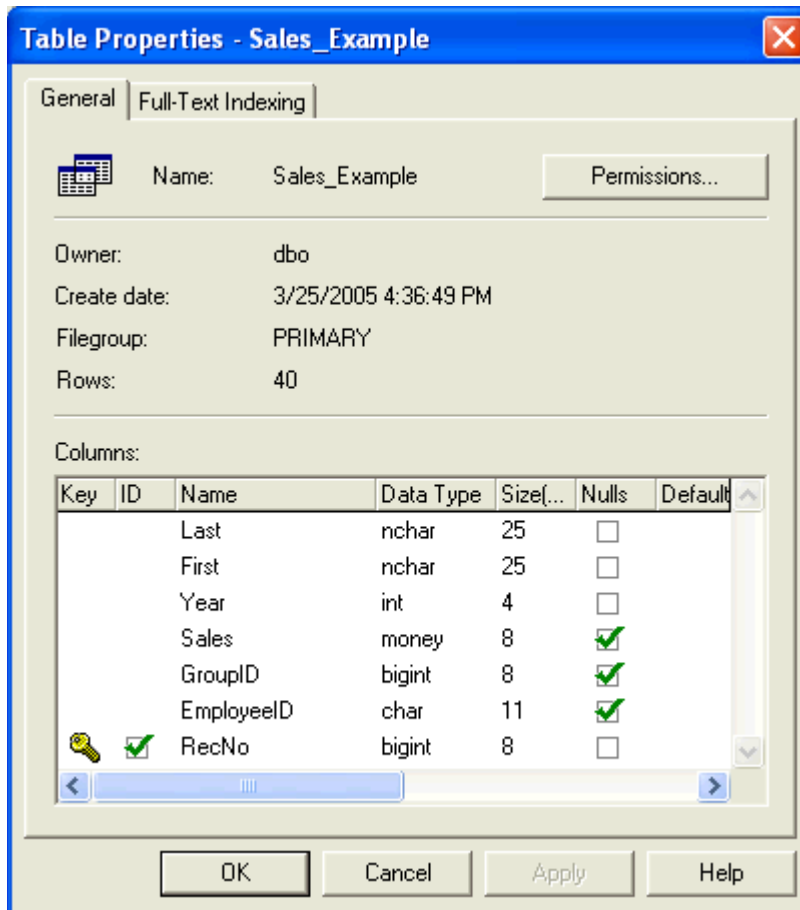 Table Properties - Sales_Example
General Full-Text Indexing
Name: Sales_Example Permissions...
Owner: dbo
Create date: 3/25/2005 4:36:49 PM
Filegroup: PRIMARY
Rows: 40
Columns:
Key ID Name Data Type Size(... Nulls Default
Last nchar 25
First nchar 25
Year int 4
Sales money 8
GroupID bigint 8
EmployeeID char 11
RecNo bigint 8
OK Cancel Apply Help